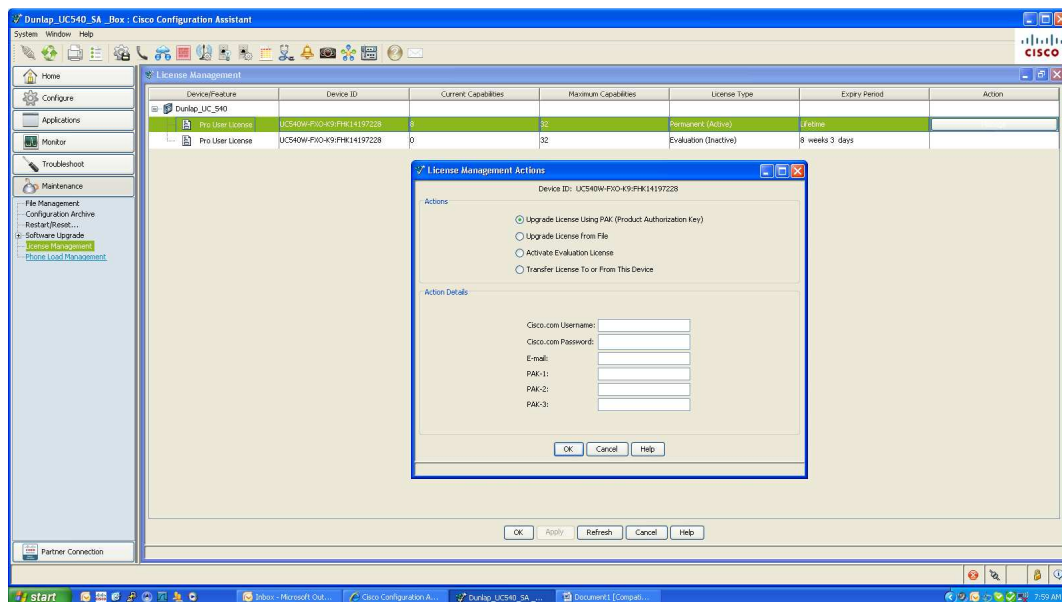 Dunlap_UC540_SA _Box : Cisco Configuration Assistant
System Window Help
CISCO
Home
Configure
Applications
Monitor
Troubleshoot
Maintenance
File Management
Configuration Archive
Restart/Reset...
Software Upgrade
License Management
Phone Load Management
Partner Connection
License Management
Device/Feature Device ID Current Capabilities Maximum Capabilities License Type Expiry Period Action
Dunlap_UC_540
Pro User License UC540W-FXO-K9:FHK14197228 8 32 Permanent (Active) Lifetime
Pro User License UC540W-FXO-K9:FHK14197228 0 32 Evaluation (Inactive) 8 weeks 3 days
License Management Actions
Device ID: UC540W-FXO-K9:FHK14197228
Actions
Upgrade License Using PAK (Product Authorization Key)
Upgrade License from File
Activate Evaluation License
Transfer License To or From This Device
Action Details
Cisco.com Username:
Cisco.com Password:
E-mail:
PAK-1:
PAK-2:
PAK-3:
OK Cancel Help
OK Apply Refresh Cancel Help
start Inbox - Microsoft Out... Cisco Configuration A... Dunlap_UC540_SA _... Document1 [Compati... 7:59 AM